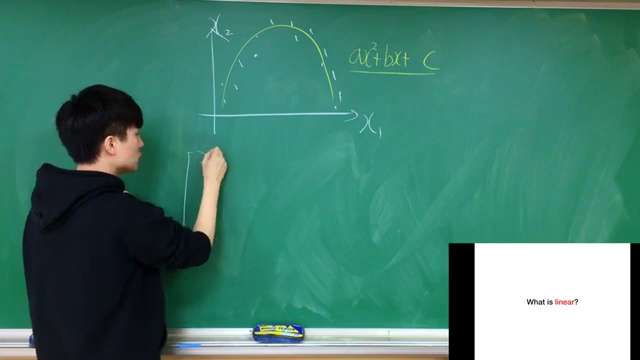 x₂
ax²+bx+ c
x₁
What is linear?